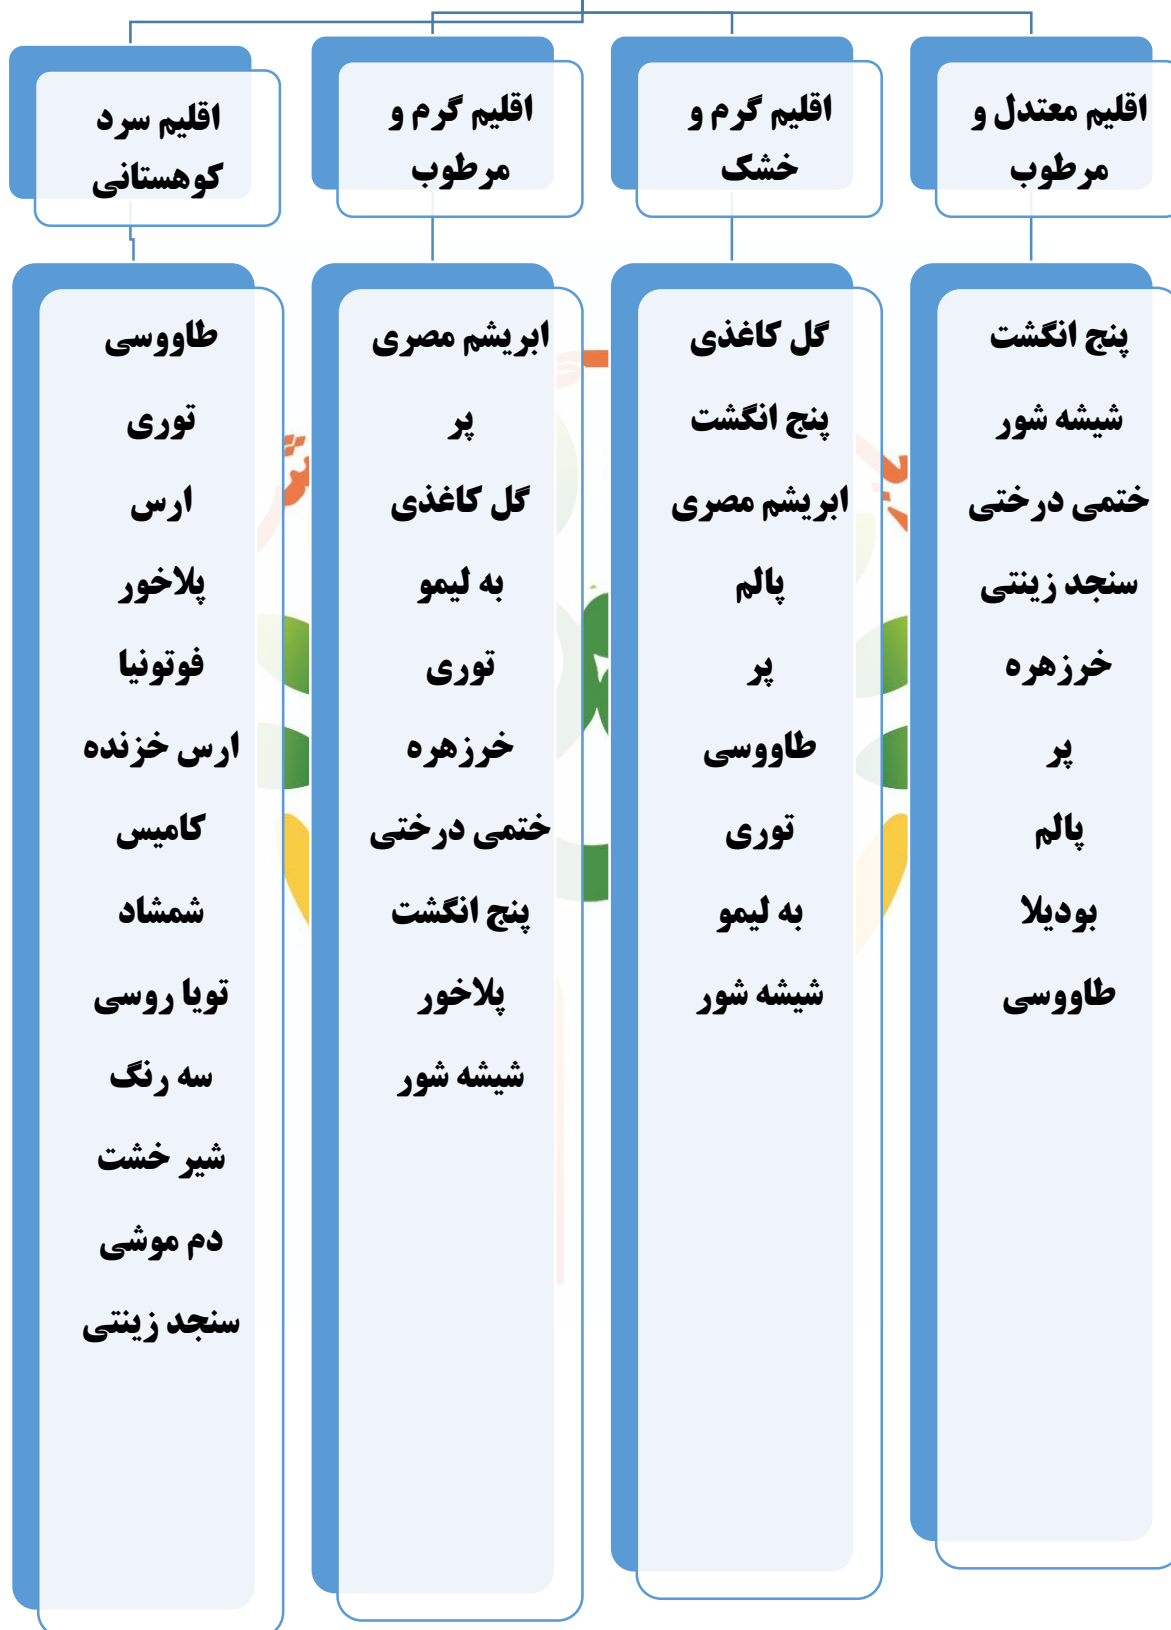 اقلیم معتدل و
مرطوب
پنج انگشت
شیشه شور
ختمی درختی
سنجد زینتی
خرزهره
پر
پالم
بودیلا
طاووسی
اقلیم گرم و
خشک
گل کاغذی
پنج انگشت
ابریشم مصری
پالم
پر
طاووسی
توری
به لیمو
شیشه شور
اقلیم گرم و
مرطوب
ابریشم مصری
پر
گل کاغذی
به لیمو
توری
خرزهره
ختمی درختی
پنج انگشت
پلاخور
شیشه شور
اقلیم سرد
کوهستانی
طاووسی
توری
ارس
پلاخور
فوتونیا
ارس خزنده
کامیس
شمشاد
تویا روسی
سه رنگ
شیر خشت
دم موشی
سنجد زینتی